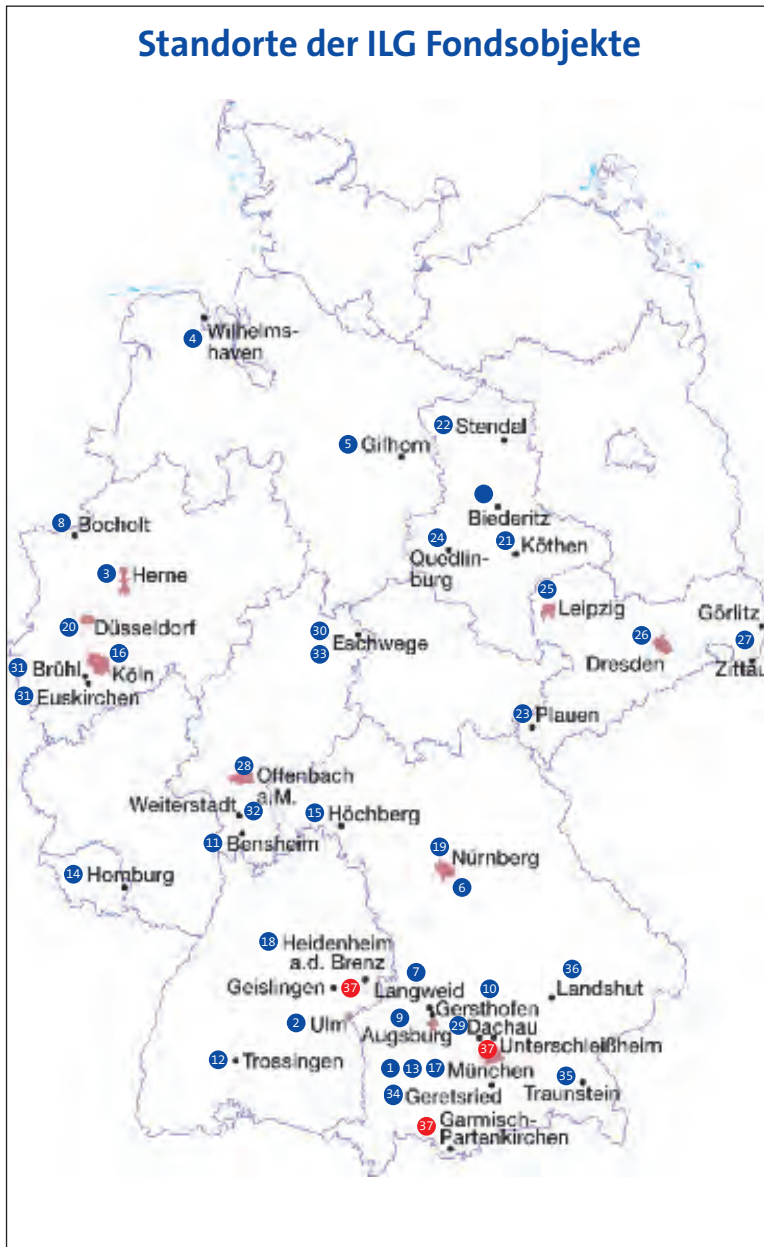 Standorte der ILG Fondsobjekte
4
Wilhelms-
haven
22
Stendal
5
Gifhorn
Biederitz
8
Bocholt
24
Quedlin-
burg
21
Köthen
3
Herne
25
Leipzig
20
Düsseldorf
30
Eschwege
33
26
Dresden
Görlitz
27
Zittau
31
Brühl
16
Köln
31
Euskirchen
23
Plauen
28
Offenbach
a.M.
Weiterstadt
32
15
Höchberg
11
Bensheim
19
Nürnberg
6
14
Homburg
18
Heidenheim
a.d. Brenz
Geislingen
37
7
Langweid
10
Gersthofen
36
Landshut
2
Ulm
9
Augsburg
29
Dachau
37
Unterschleißheim
12
Trossingen
1
13
17
München
34
Geretsried
35
Traunstein
37
Garmisch-
Partenkirchen
14